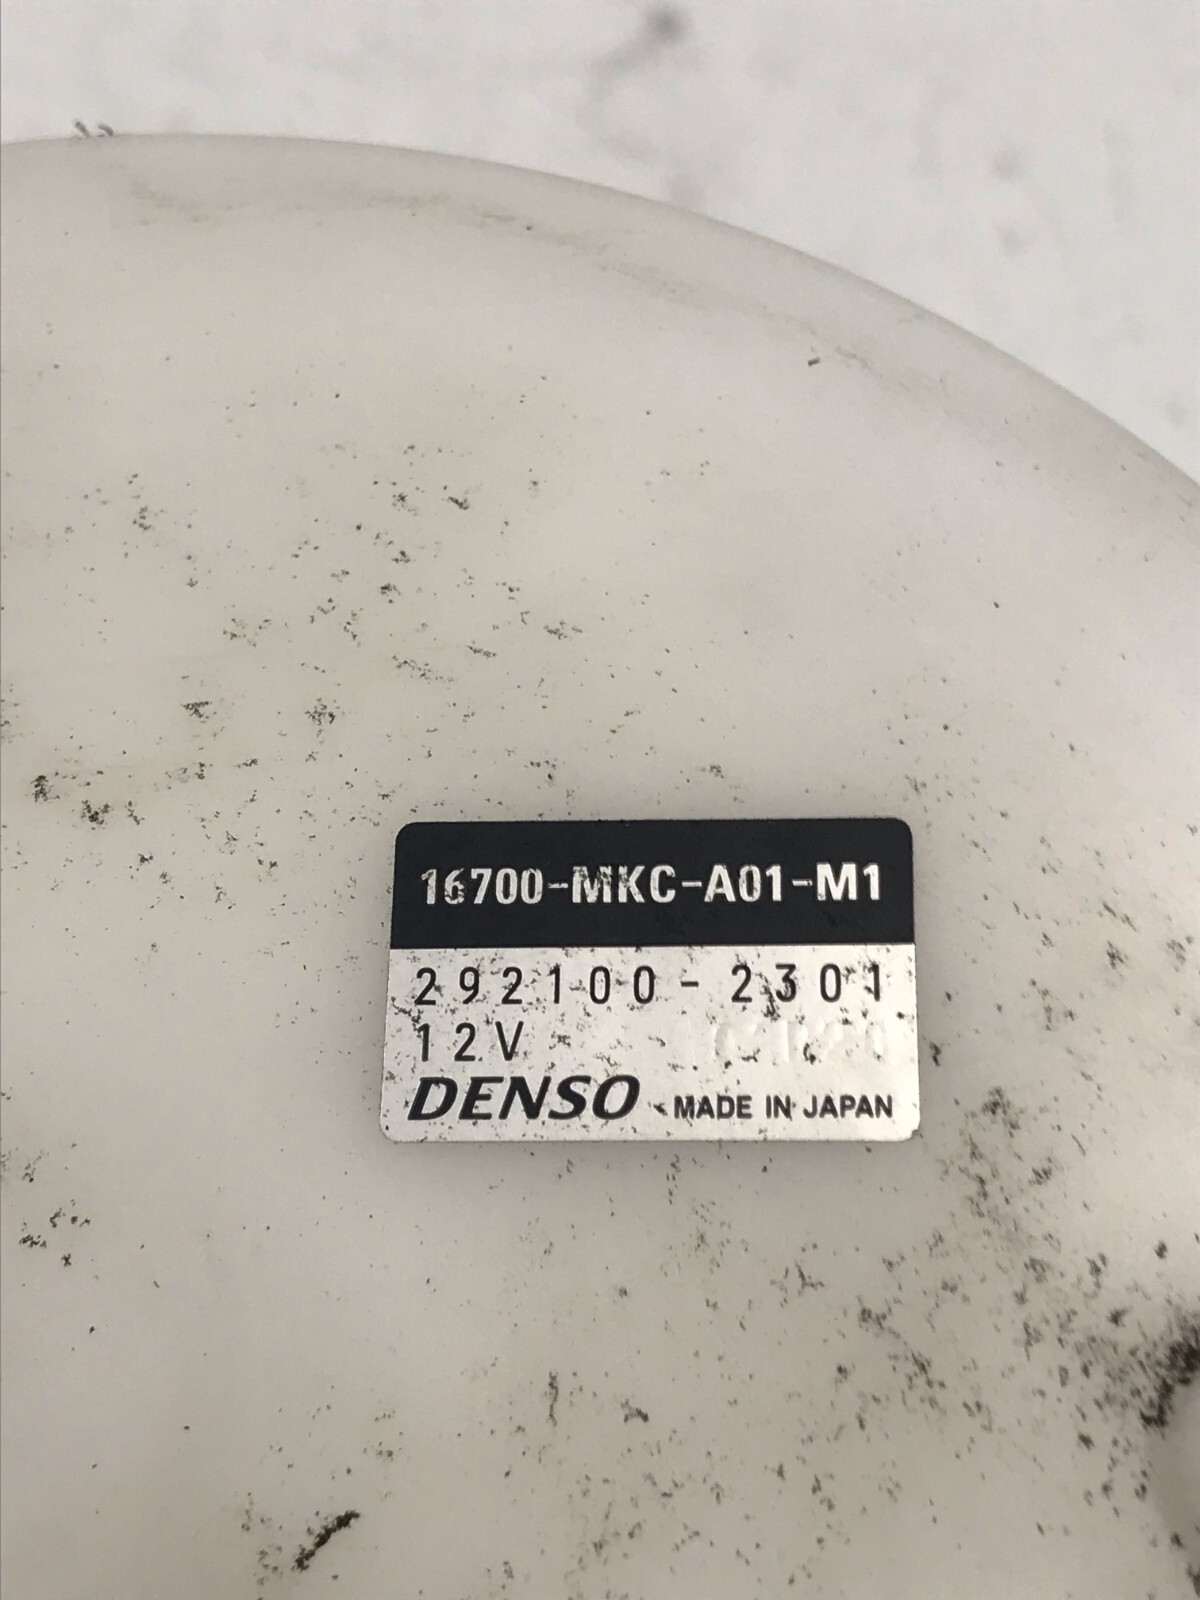 16700-MKC-A01-M1
292100-2301
12V
DENSO MADE IN JAPAN